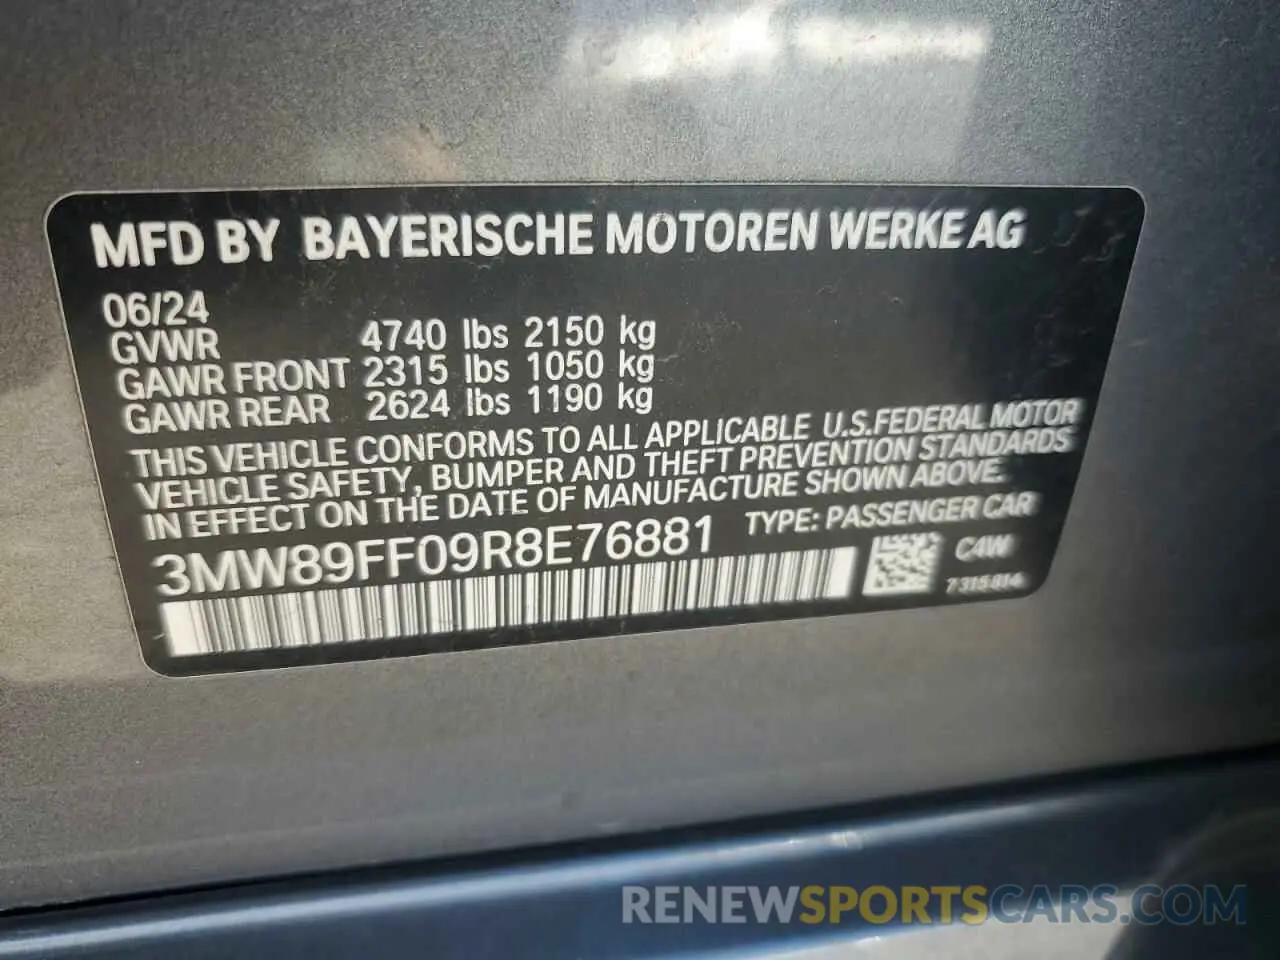 MFD BY BAYERISCHE MOTOREN WERKE AG
06/24
GVWR 4740 lbs 2150 kg
GAWR FRONT 2315 lbs 1050 kg
GAWR REAR 2624 lbs 1190 kg
THIS VEHICLE CONFORMS TO ALL APPLICABLE U.S.FEDERAL MOTOR
VEHICLE SAFETY, BUMPER AND THEFT PREVENTION STANDARDS
IN EFFECT ON THE DATE OF MANUFACTURE SHOWN ABOVE.
3MW89FF09R8E76881 TYPE: PASSENGER CAR
C4W
7315814
RENEWSPORTSCARS.COM